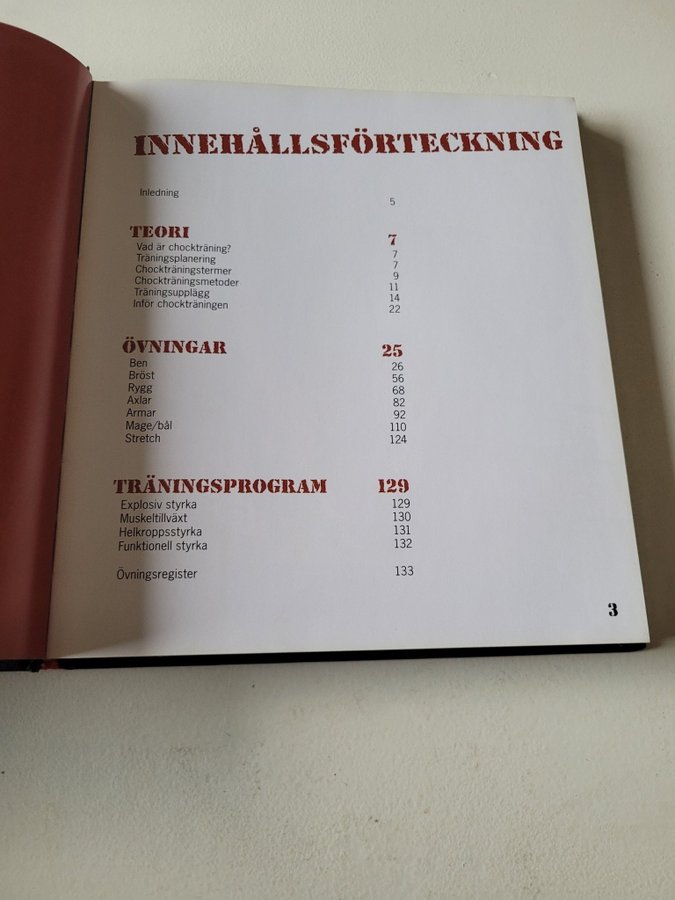 INNEHÅLLSFÖRTECKNING
Inledning 5
TEORI 7
Vad är chockträning? 7
Träningsplanering 7
Chockträningstermer 9
Chockträningsmetoder 11
Träningsupplägg 14
Inför chockträningen 22
ÖVNINGAR 25
Ben 26
Bröst 56
Rygg 68
Axlar 82
Armar 92
Mage/bål 110
Stretch 124
TRÄNINGSPROGRAM 129
Explosiv styrka 129
Muskeltillväxt 130
Helkroppsstyrka 131
Funktionell styrka 132
Övningsregister 133
3